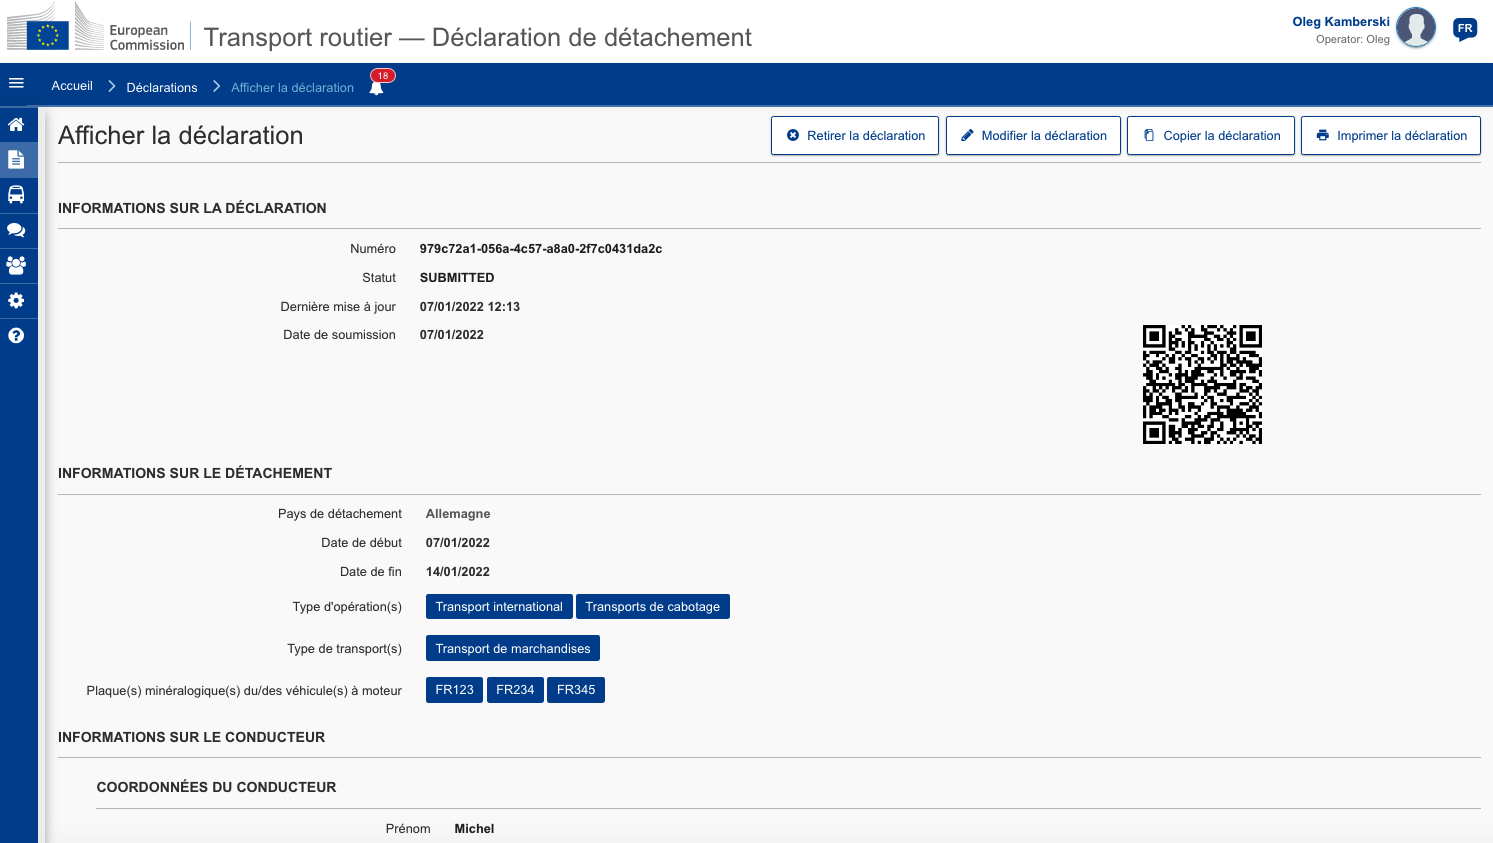 European
Commission
Transport routier — Déclaration de détachement
Oleg Kamberski
Operator: Oleg
FR
Accueil
Déclarations
Afficher la déclaration
18
Afficher la déclaration
Retirer la déclaration
Modifier la déclaration
Copier la déclaration
Imprimer la déclaration
INFORMATIONS SUR LA DÉCLARATION
Numéro 979c72a1-056a-4c57-a8a0-2f7c0431da2c
Statut SUBMITTED
Dernière mise à jour 07/01/2022 12:13
Date de soumission 07/01/2022
INFORMATIONS SUR LE DÉTACHEMENT
Pays de détachement Allemagne
Date de début 07/01/2022
Date de fin 14/01/2022
Type d'opération(s) Transport international Transports de cabotage
Type de transport(s) Transport de marchandises
Plaque(s) minéralogique(s) du/des véhicule(s) à moteur FR123 FR234 FR345
INFORMATIONS SUR LE CONDUCTEUR
COORDONNÉES DU CONDUCTEUR
Prénom Michel